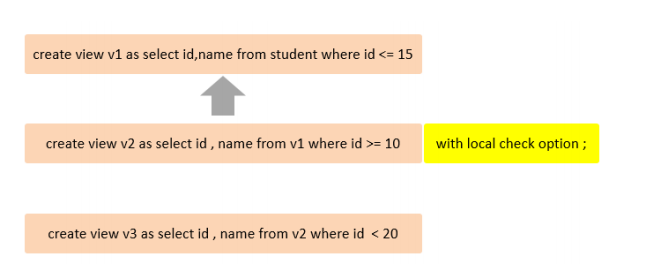 create view v1 as select id,name from student where id <= 15
create view v2 as select id , name from v1 where id >= 10 with local check option ;
create view v3 as select id , name from v2 where id < 20